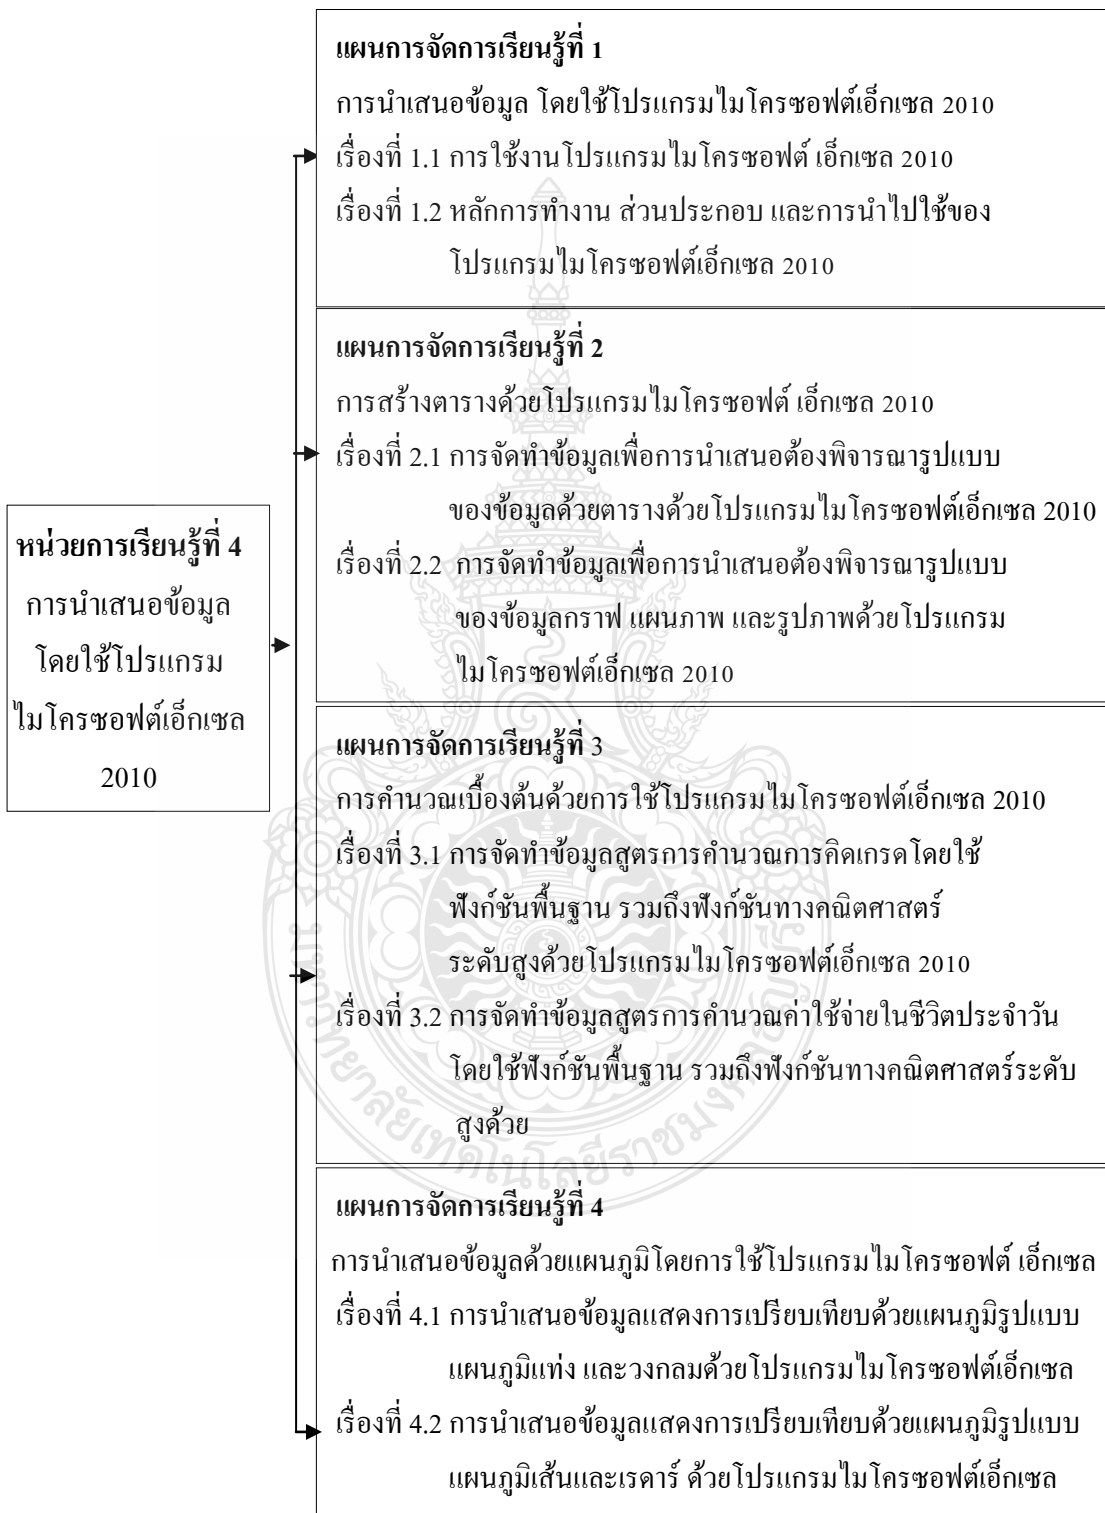 หน่วยการเรียนรู้ที่ 4
การนำเสนอข้อมูล
โดยใช้โปรแกรม
ไมโครซอฟต์เอ็กเซล
2010
แผนการจัดการเรียนรู้ที่ 1
การนำเสนอข้อมูล โดยใช้โปรแกรมไมโครซอฟต์เอ็กเซล 2010
เรื่องที่ 1.1 การใช้งานโปรแกรมไมโครซอฟต์ เอ็กเซล 2010
เรื่องที่ 1.2 หลักการทำงาน ส่วนประกอบ และการนำไปใช้ของ
โปรแกรมไมโครซอฟต์เอ็กเซล 2010
แผนการจัดการเรียนรู้ที่ 2
การสร้างตารางด้วยโปรแกรมไมโครซอฟต์ เอ็กเซล 2010
เรื่องที่ 2.1 การจัดทำข้อมูลเพื่อการนำเสนอต้องพิจารณารูปแบบ
ของข้อมูลด้วยตารางด้วยโปรแกรมไมโครซอฟต์เอ็กเซล 2010
เรื่องที่ 2.2 การจัดทำข้อมูลเพื่อการนำเสนอต้องพิจารณารูปแบบ
ของข้อมูลกราฟ แผนภาพ และรูปภาพด้วยโปรแกรม
ไมโครซอฟต์เอ็กเซล 2010
แผนการจัดการเรียนรู้ที่ 3
การคำนวณเบื้องต้นด้วยการใช้โปรแกรมไมโครซอฟต์เอ็กเซล 2010
เรื่องที่ 3.1 การจัดทำข้อมูลสูตรการคำนวณการคิดเกรดโดยใช้
ฟังก์ชันพื้นฐาน รวมถึงฟังก์ชันทางคณิตศาสตร์
ระดับสูงด้วยโปรแกรมไมโครซอฟต์เอ็กเซล 2010
เรื่องที่ 3.2 การจัดทำข้อมูลสูตรการคำนวณค่าใช้จ่ายในชีวิตประจำวัน
โดยใช้ฟังก์ชันพื้นฐาน รวมถึงฟังก์ชันทางคณิตศาสตร์ระดับ
สูงด้วย
แผนการจัดการเรียนรู้ที่ 4
การนำเสนอข้อมูลด้วยแผนภูมิโดยการใช้โปรแกรมไมโครซอฟต์ เอ็กเซล
เรื่องที่ 4.1 การนำเสนอข้อมูลแสดงการเปรียบเทียบด้วยแผนภูมิรูปแบบ
แผนภูมิแท่ง และวงกลมด้วยโปรแกรมไมโครซอฟต์เอ็กเซล
เรื่องที่ 4.2 การนำเสนอข้อมูลแสดงการเปรียบเทียบด้วยแผนภูมิรูปแบบ
แผนภูมิเส้นและเรดาร์ ด้วยโปรแกรมไมโครซอฟต์เอ็กเซล
มหาวิทยาลัยเทคโนโลยีราชมงคลธัญบุรี